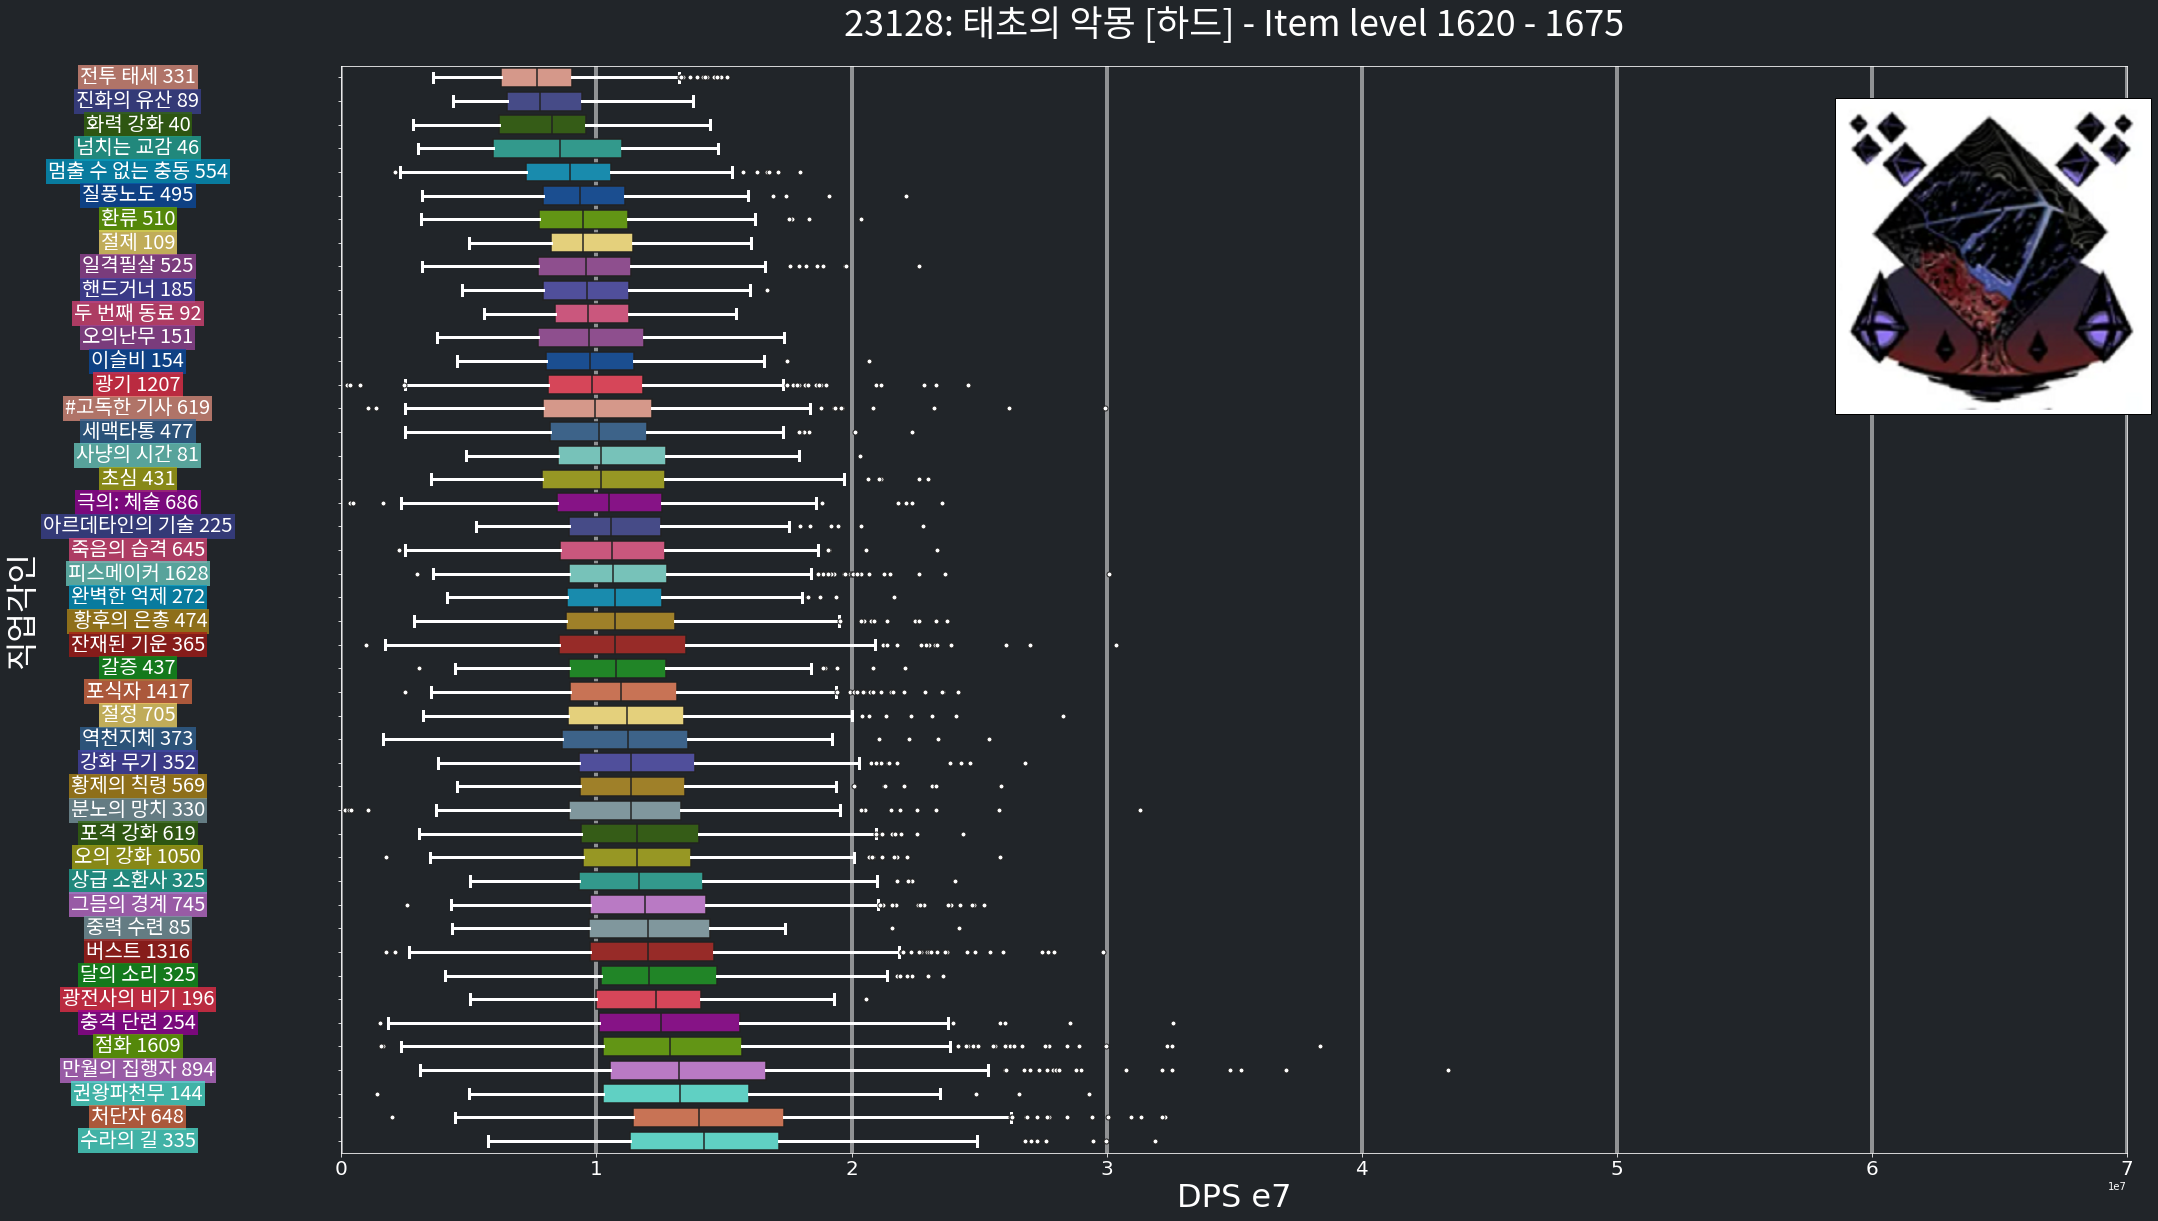 23128: 태초의 악몽 [하드] - Item level 1620 - 1675
전투 태세 331
진화의 유산 89
화력 강화 40
넘치는 교감 46
멈출 수 없는 충동 554
질풍노도 495
환류 510
절제 109
일격필살 525
핸드거너 185
두 번째 동료 92
오의난무 151
이슬비 154
광기 1207
#고독한 기사 619
세맥타통 477
사냥의 시간 81
초심 431
극의: 체술 686
아르데타인의 기술 225
죽음의 습격 645
피스메이커 1628
완벽한 억제 272
황후의 은총 474
잔재된 기운 365
갈증 437
포식자 1417
절정 705
역천지체 373
강화 무기 352
황제의 칙령 569
분노의 망치 330
포격 강화 619
오의 강화 1050
상급 소환사 325
그믐의 경계 745
중력 수련 85
버스트 1316
달의 소리 325
광전사의 비기 196
충격 단련 254
점화 1609
만월의 집행자 894
권왕파천무 144
처단자 648
수라의 길 335
직업각인
0 1 2 3 4 5 6 7
DPS e7
1e7